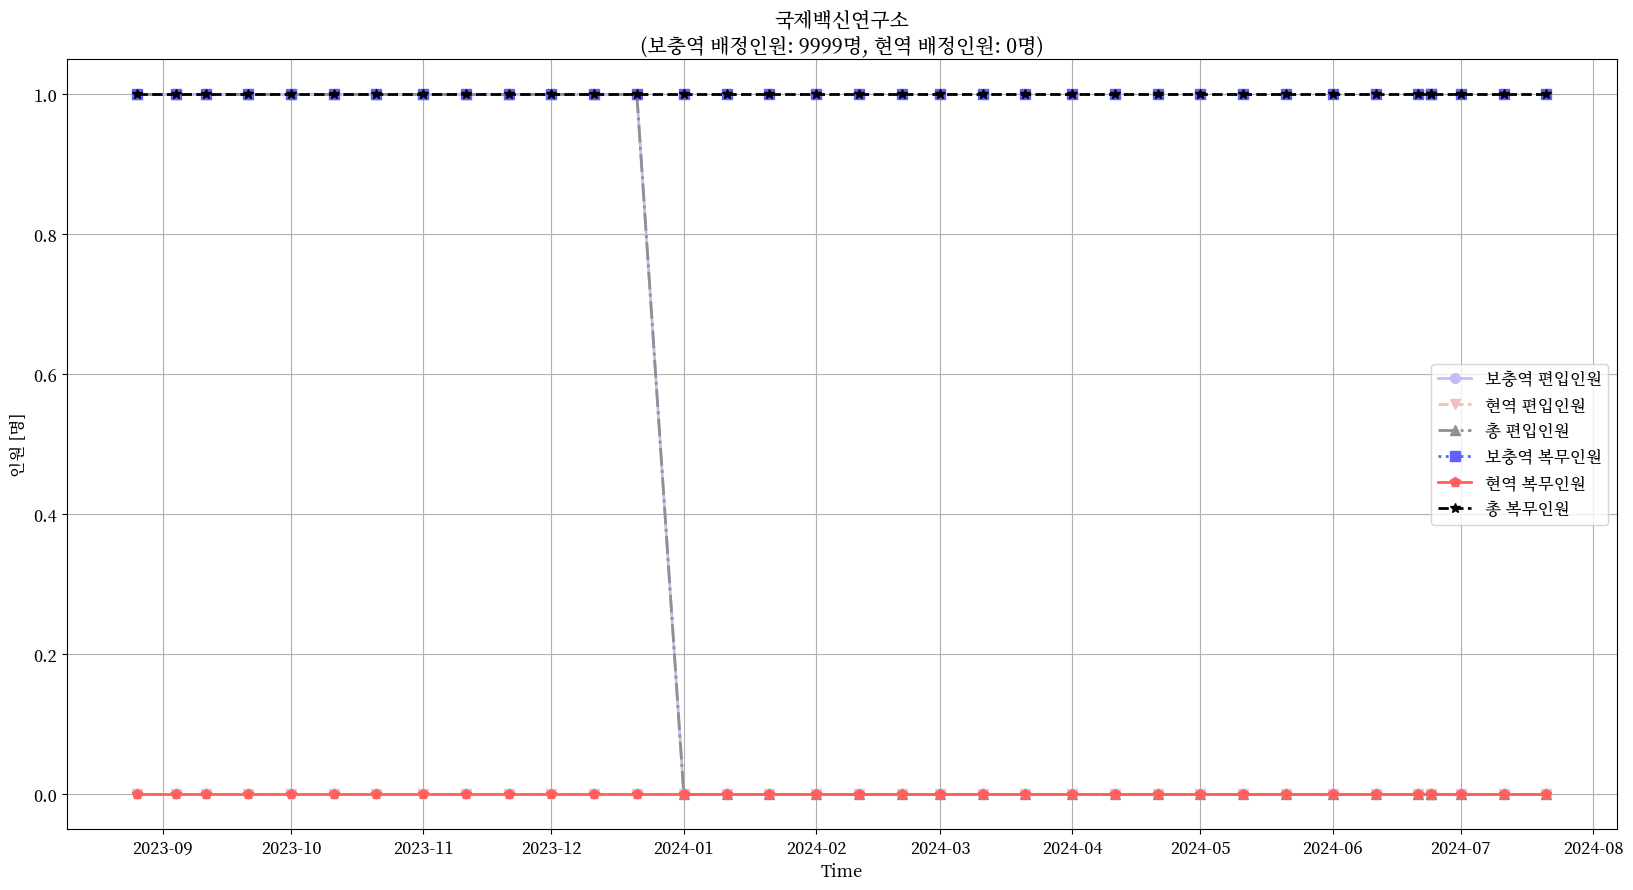 국제백신연구소
(보충역 배정인원: 9999명, 현역 배정인원: 0명)
인원 [명]
1.0
0.8
0.6
0.4
0.2
0.0
보충역 편입인원
현역 편입인원
총 편입인원
보충역 복무인원
현역 복무인원
총 복무인원
2023-09
2023-10
2023-11
2023-12
2024-01
2024-02
2024-03
2024-04
2024-05
2024-06
2024-07
2024-08
Time